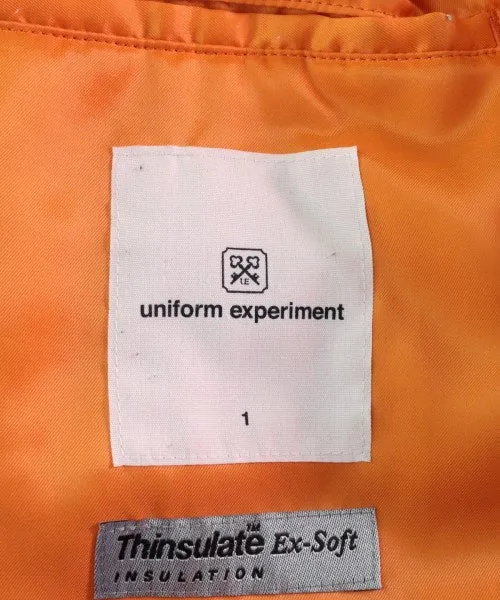 U.E
uniform experiment
1
Thinsulate™ Ex-Soft
INSULATION